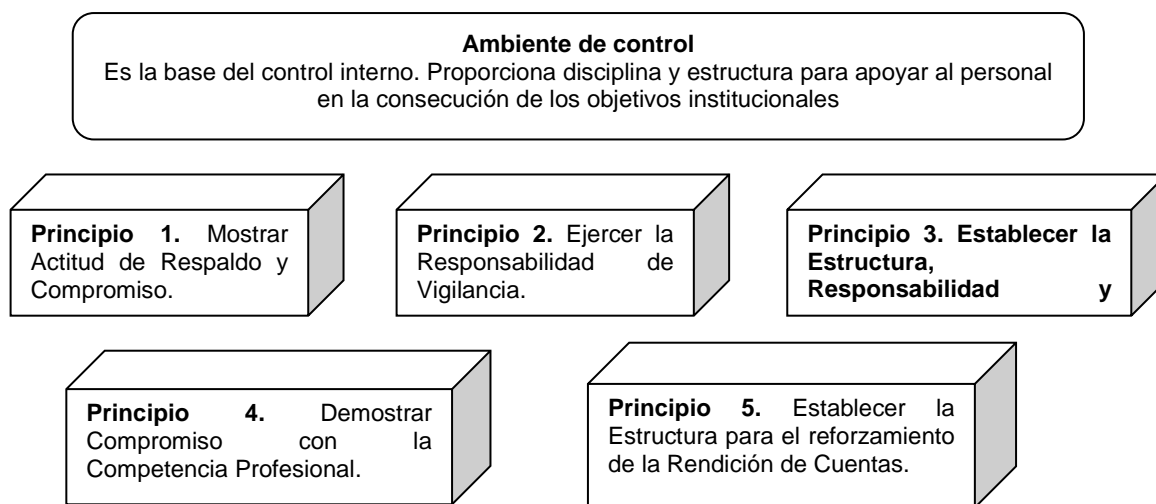 Ambiente de control
Es la base del control interno. Proporciona disciplina y estructura para apoyar al personal
en la consecución de los objetivos institucionales
Principio 1. Mostrar
Actitud de Respaldo y
Compromiso.
Principio 2. Ejercer la
Responsabilidad de
Vigilancia.
Principio 3. Establecer la
Estructura,
Responsabilidad y
Principio 4. Demostrar
Compromiso con la
Competencia Profesional.
Principio 5. Establecer la
Estructura para el reforzamiento
de la Rendición de Cuentas.